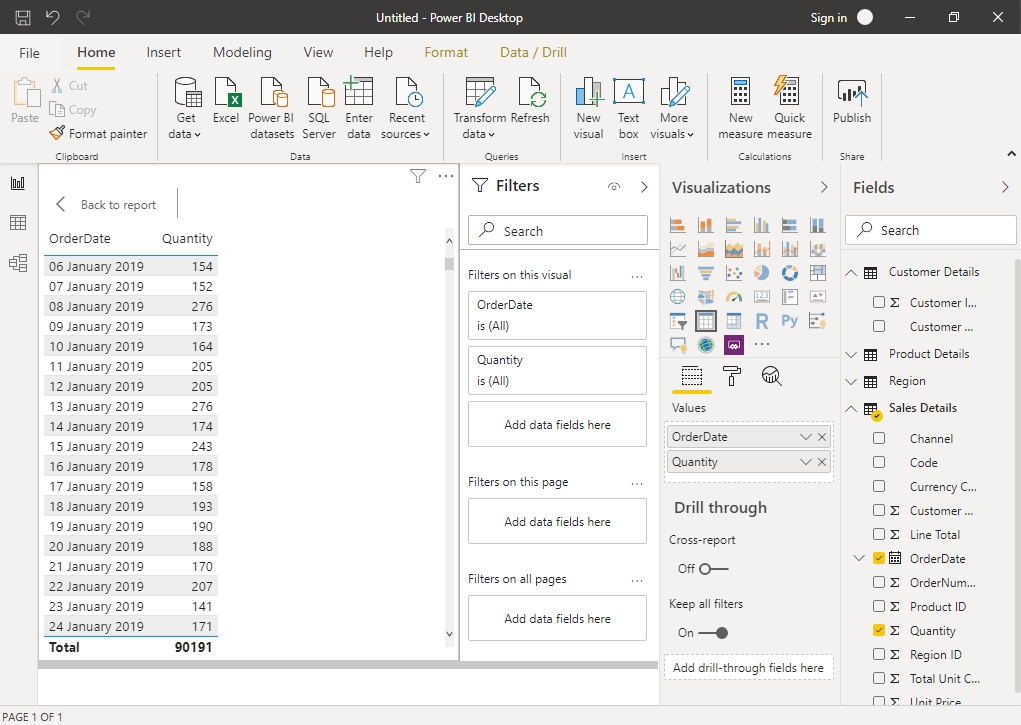 Untitled - Power BI Desktop
Sign in
File Home Insert Modeling View Help Format Data / Drill
Paste
Cut
Copy
Format painter
Clipboard
Get data
Excel
Power BI datasets
SQL Server
Enter data
Recent sources
Data
Transform data
Refresh
Queries
New visual
Text box
A
More visuals
Insert
New measure
Quick measure
Calculations
Publish
Share
Back to report
OrderDate Quantity
06 January 2019 154
07 January 2019 152
08 January 2019 276
09 January 2019 173
10 January 2019 164
11 January 2019 205
12 January 2019 205
13 January 2019 276
14 January 2019 174
15 January 2019 243
16 January 2019 178
17 January 2019 158
18 January 2019 193
19 January 2019 190
20 January 2019 188
21 January 2019 170
22 January 2019 207
23 January 2019 141
24 January 2019 171
Total 90191
Filters
Search
Filters on this visual ...
OrderDate
is (All)
Quantity
is (All)
Add data fields here
Filters on this page ...
Add data fields here
Filters on all pages ...
Add data fields here
Visualizations
123
R Py
...
Values
OrderDate
Quantity
Drill through
Cross-report
Off
Keep all filters
On
Add drill-through fields here
Fields
Search
Customer Details
Σ Customer I...
Customer ...
Product Details
Region
Sales Details
Channel
Code
Currency C...
Σ Customer ...
Σ Line Total
OrderDate
Σ OrderNum...
Σ Product ID
Σ Quantity
Σ Region ID
Σ Total Unit C...
Σ Unit Price
PAGE 1 OF 1